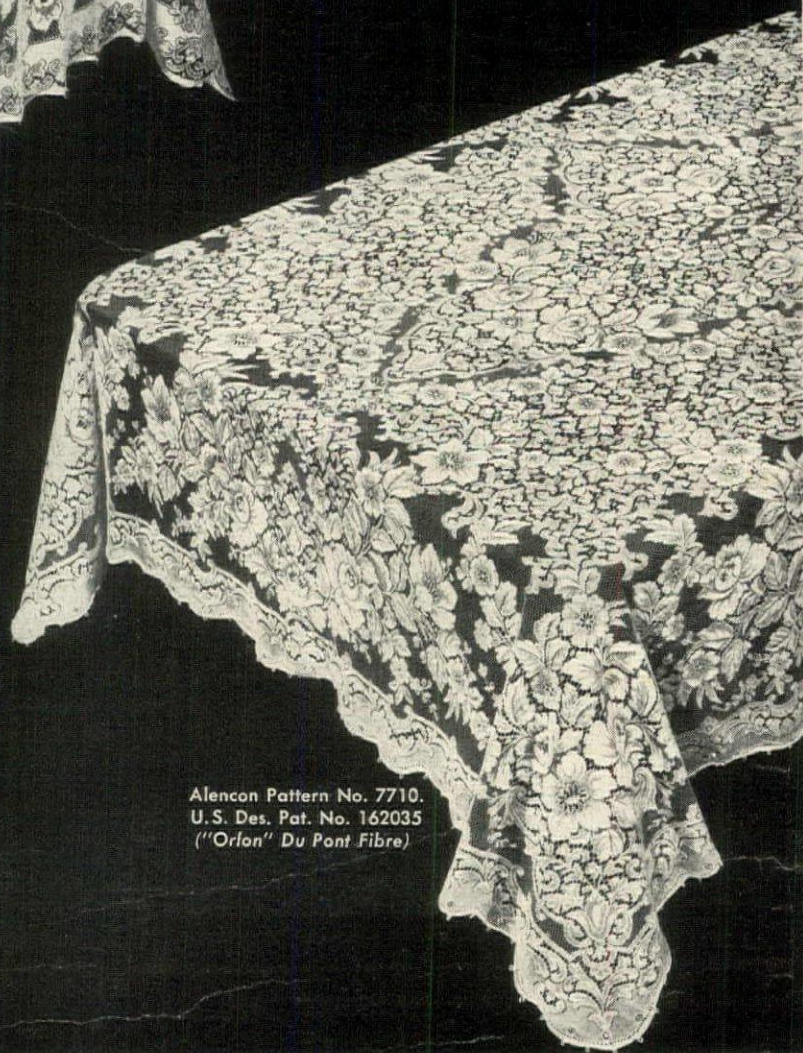 Alencon Pattern No. 7710.
U.S. Des. Pat. No. 162035
("Orlon" Du Pont Fibre)